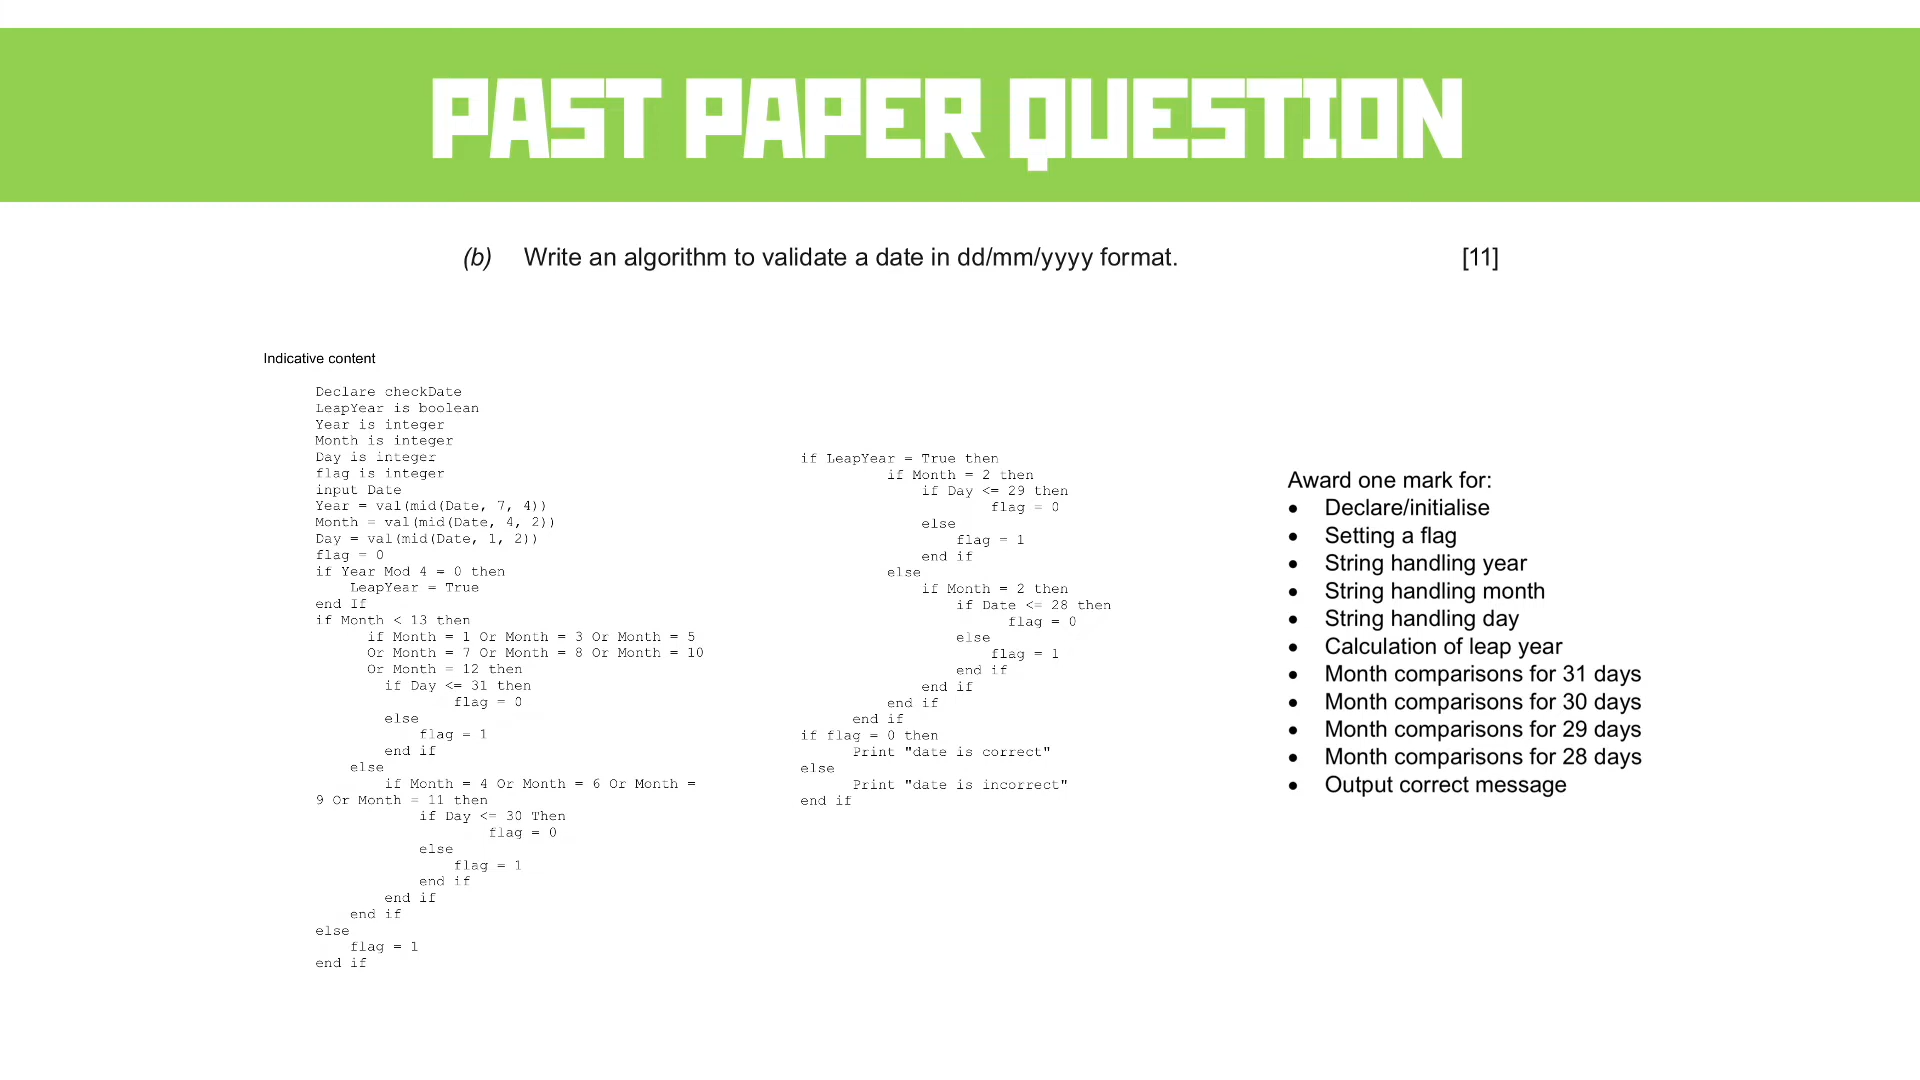 PAST PAPER QUESTION
(b) Write an algorithm to validate a date in dd/mm/yyyy format. [11]
Indicative content
Declare checkDate
LeapYear is boolean
Year is integer
Month is integer
Day is integer
flag is integer
input Date
Year = val(mid(Date, 7, 4))
Month = val(mid(Date, 4, 2))
Day = val(mid(Date, 1, 2))
flag = 0
if Year Mod 4 = 0 then
LeapYear = True
end If
if Month < 13 then
if Month = 1 Or Month = 3 Or Month = 5
Or Month = 7 Or Month = 8 Or Month = 10
Or Month = 12 then
if Day <= 31 then
flag = 0
else
flag = 1
end if
else
if Month = 4 Or Month = 6 Or Month =
9 Or Month = 11 then
if Day <= 30 Then
flag = 0
else
flag = 1
end if
end if
end if
else
flag = 1
end if
if LeapYear = True then
if Month = 2 then
if Day <= 29 then
flag = 0
else
flag = 1
end if
else
if Month = 2 then
if Date <= 28 then
flag = 0
else
flag = 1
end if
end if
end if
end if
if flag = 0 then
Print "date is correct"
else
Print "date is incorrect"
end if
Award one mark for:
• Declare/initialise
• Setting a flag
• String handling year
• String handling month
• String handling day
• Calculation of leap year
• Month comparisons for 31 days
• Month comparisons for 30 days
• Month comparisons for 29 days
• Month comparisons for 28 days
• Output correct message